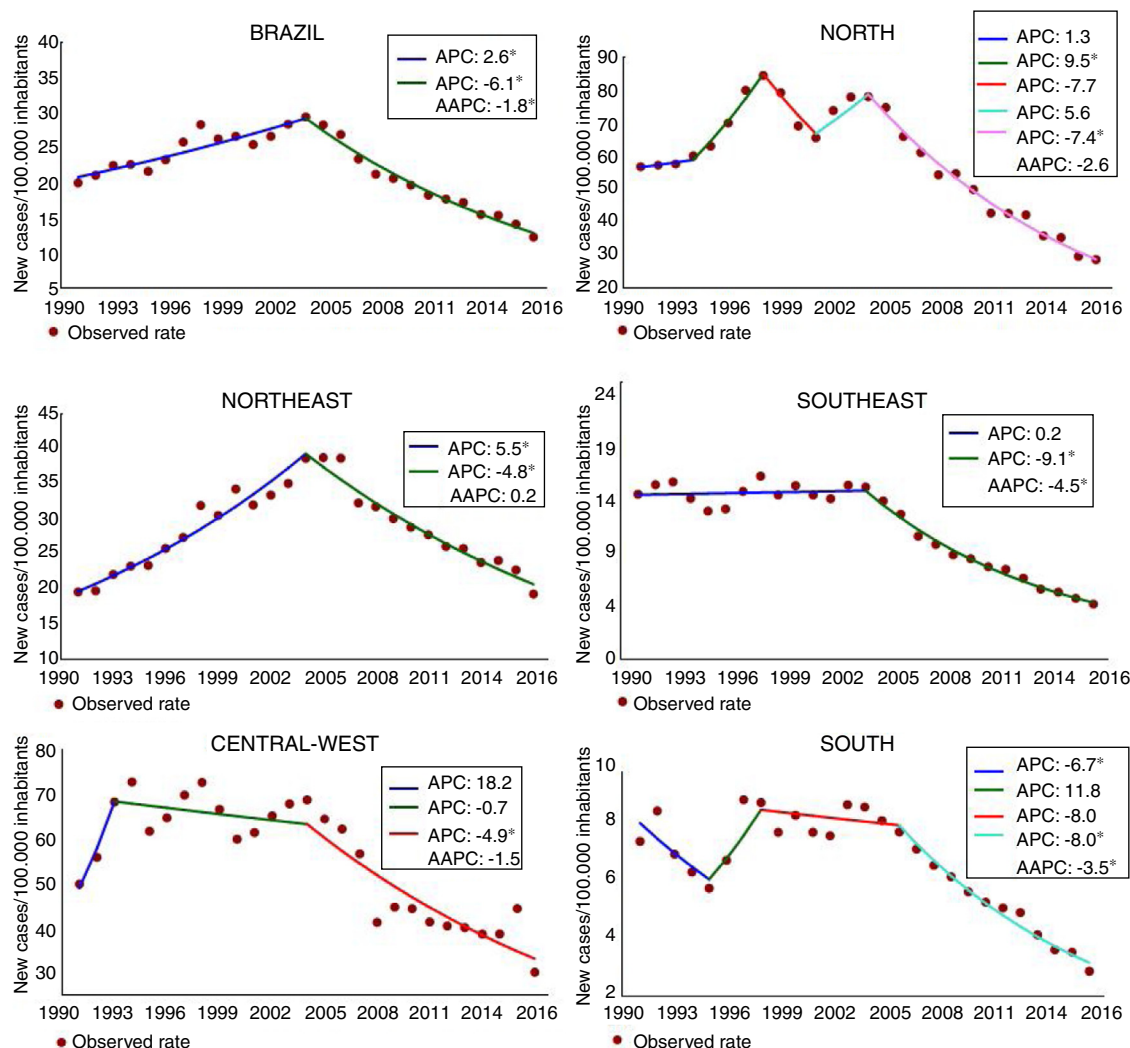 BRAZIL
New cases/100.000 inhabitants
40
35
30
25
20
15
10
5
APC: 2.6*
APC: -6.1*
AAPC: -1.8*
1990 1993 1996 1999 2002 2005 2008 2011 2014 2016
Observed rate
NORTH
New cases/100.000 inhabitants
90
80
70
60
50
40
30
20
APC: 1.3
APC: 9.5*
APC: -7.7
APC: 5.6
APC: -7.4*
AAPC: -2.6
1990 1993 1996 1999 2002 2005 2008 2011 2014 2016
Observed rate
NORTHEAST
New cases/100.000 inhabitants
45
40
35
30
25
20
15
10
APC: 5.5*
APC: -4.8*
AAPC: 0.2
1990 1993 1996 1999 2002 2005 2008 2011 2014 2016
Observed rate
SOUTHEAST
New cases/100.000 inhabitants
24
19
14
9
4
0
APC: 0.2
APC: -9.1*
AAPC: -4.5*
1990 1993 1996 1999 2002 2005 2008 2011 2014 2016
Observed rate
CENTRAL-WEST
New cases/100.000 inhabitants
80
70
60
50
40
30
APC: 18.2
APC: -0.7
APC: -4.9*
AAPC: -1.5
1990 1993 1996 1999 2002 2005 2008 2011 2014 2016
Observed rate
SOUTH
New cases/100.000 inhabitants
10
8
6
4
2
APC: -6.7*
APC: 11.8
APC: -8.0
APC: -8.0*
AAPC: -3.5*
1990 1993 1996 1999 2002 2005 2008 2011 2014 2016
Observed rate